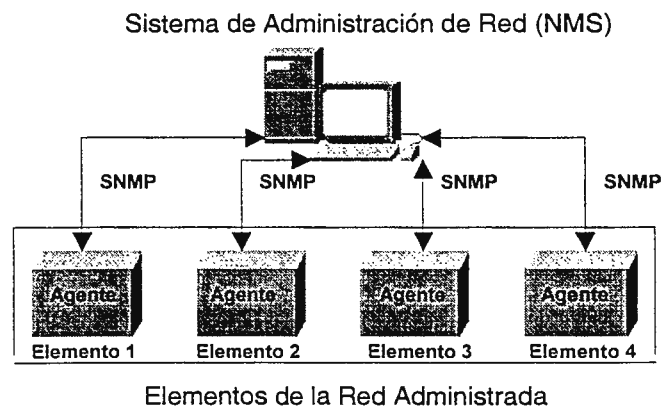 Sistema de Administración de Red (NMS)
SNMP SNMP SNMP SNMP
Agente Agente Agente Agente
Elemento 1 Elemento 2 Elemento 3 Elemento 4
Elementos de la Red Administrada